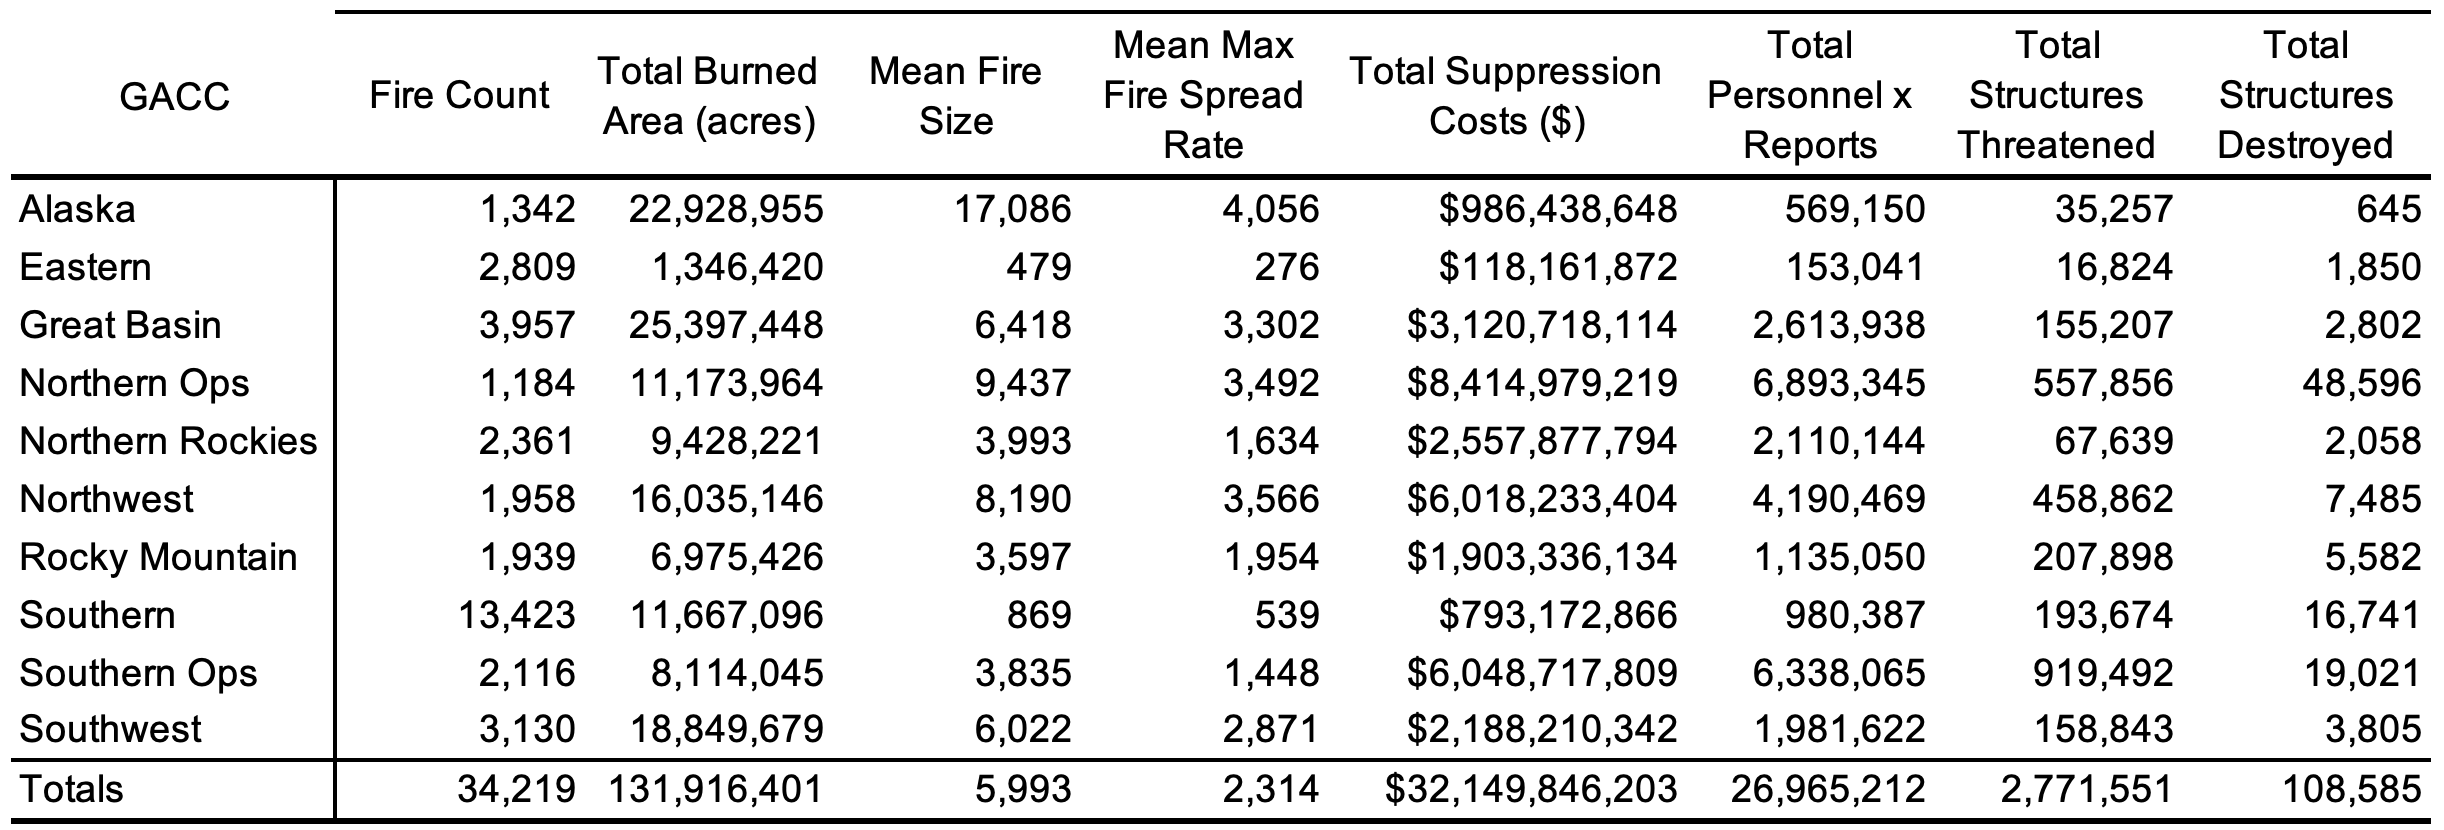 GACC Fire Count Total Burned Area (acres) Mean Fire Size Mean Max Fire Spread Rate Total Suppression Costs ($) Total Personnel x Reports Total Structures Threatened Total Structures Destroyed
Alaska 1,342 22,928,955 17,086 4,056 $986,438,648 569,150 35,257 645
Eastern 2,809 1,346,420 479 276 $118,161,872 153,041 16,824 1,850
Great Basin 3,957 25,397,448 6,418 3,302 $3,120,718,114 2,613,938 155,207 2,802
Northern Ops 1,184 11,173,964 9,437 3,492 $8,414,979,219 6,893,345 557,856 48,596
Northern Rockies 2,361 9,428,221 3,993 1,634 $2,557,877,794 2,110,144 67,639 2,058
Northwest 1,958 16,035,146 8,190 3,566 $6,018,233,404 4,190,469 458,862 7,485
Rocky Mountain 1,939 6,975,426 3,597 1,954 $1,903,336,134 1,135,050 207,898 5,582
Southern 13,423 11,667,096 869 539 $793,172,866 980,387 193,674 16,741
Southern Ops 2,116 8,114,045 3,835 1,448 $6,048,717,809 6,338,065 919,492 19,021
Southwest 3,130 18,849,679 6,022 2,871 $2,188,210,342 1,981,622 158,843 3,805
Totals 34,219 131,916,401 5,993 2,314 $32,149,846,203 26,965,212 2,771,551 108,585